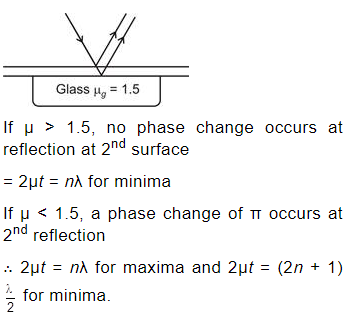 Glass μg = 1.5
If μ > 1.5, no phase change occurs at
reflection at 2nd surface
= 2μt = nλ for minima
If μ < 1.5, a phase change of π occurs at
2nd reflection
∴ 2μt = nλ for maxima and 2μt = (2n + 1)
λ/2 for minima.